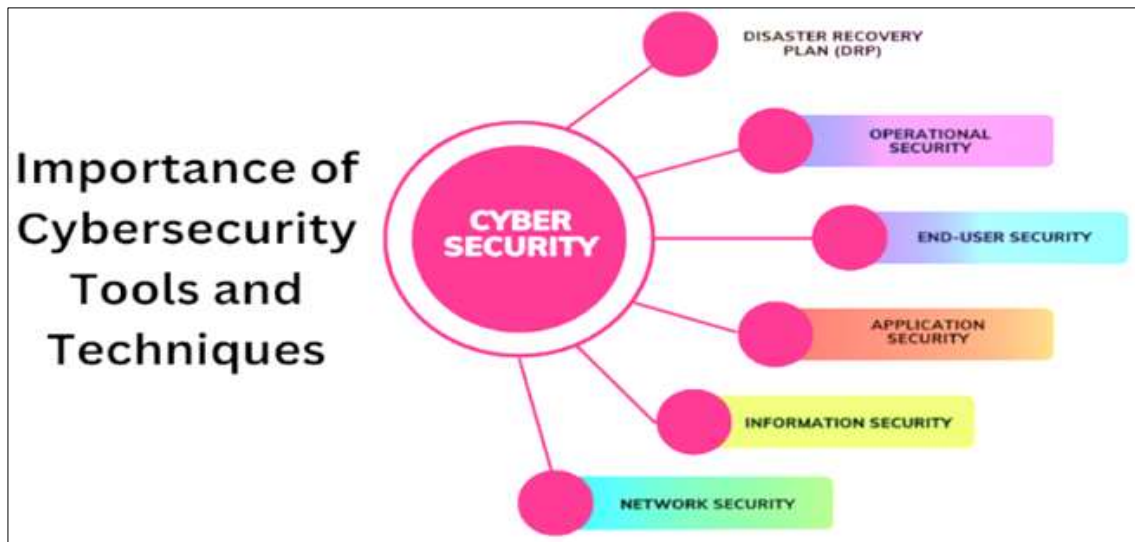 Importance of
Cybersecurity
Tools and
Techniques
CYBER
SECURITY
DISASTER RECOVERY
PLAN (DRP)
OPERATIONAL
SECURITY
END-USER SECURITY
APPLICATION
SECURITY
INFORMATION SECURITY
NETWORK SECURITY